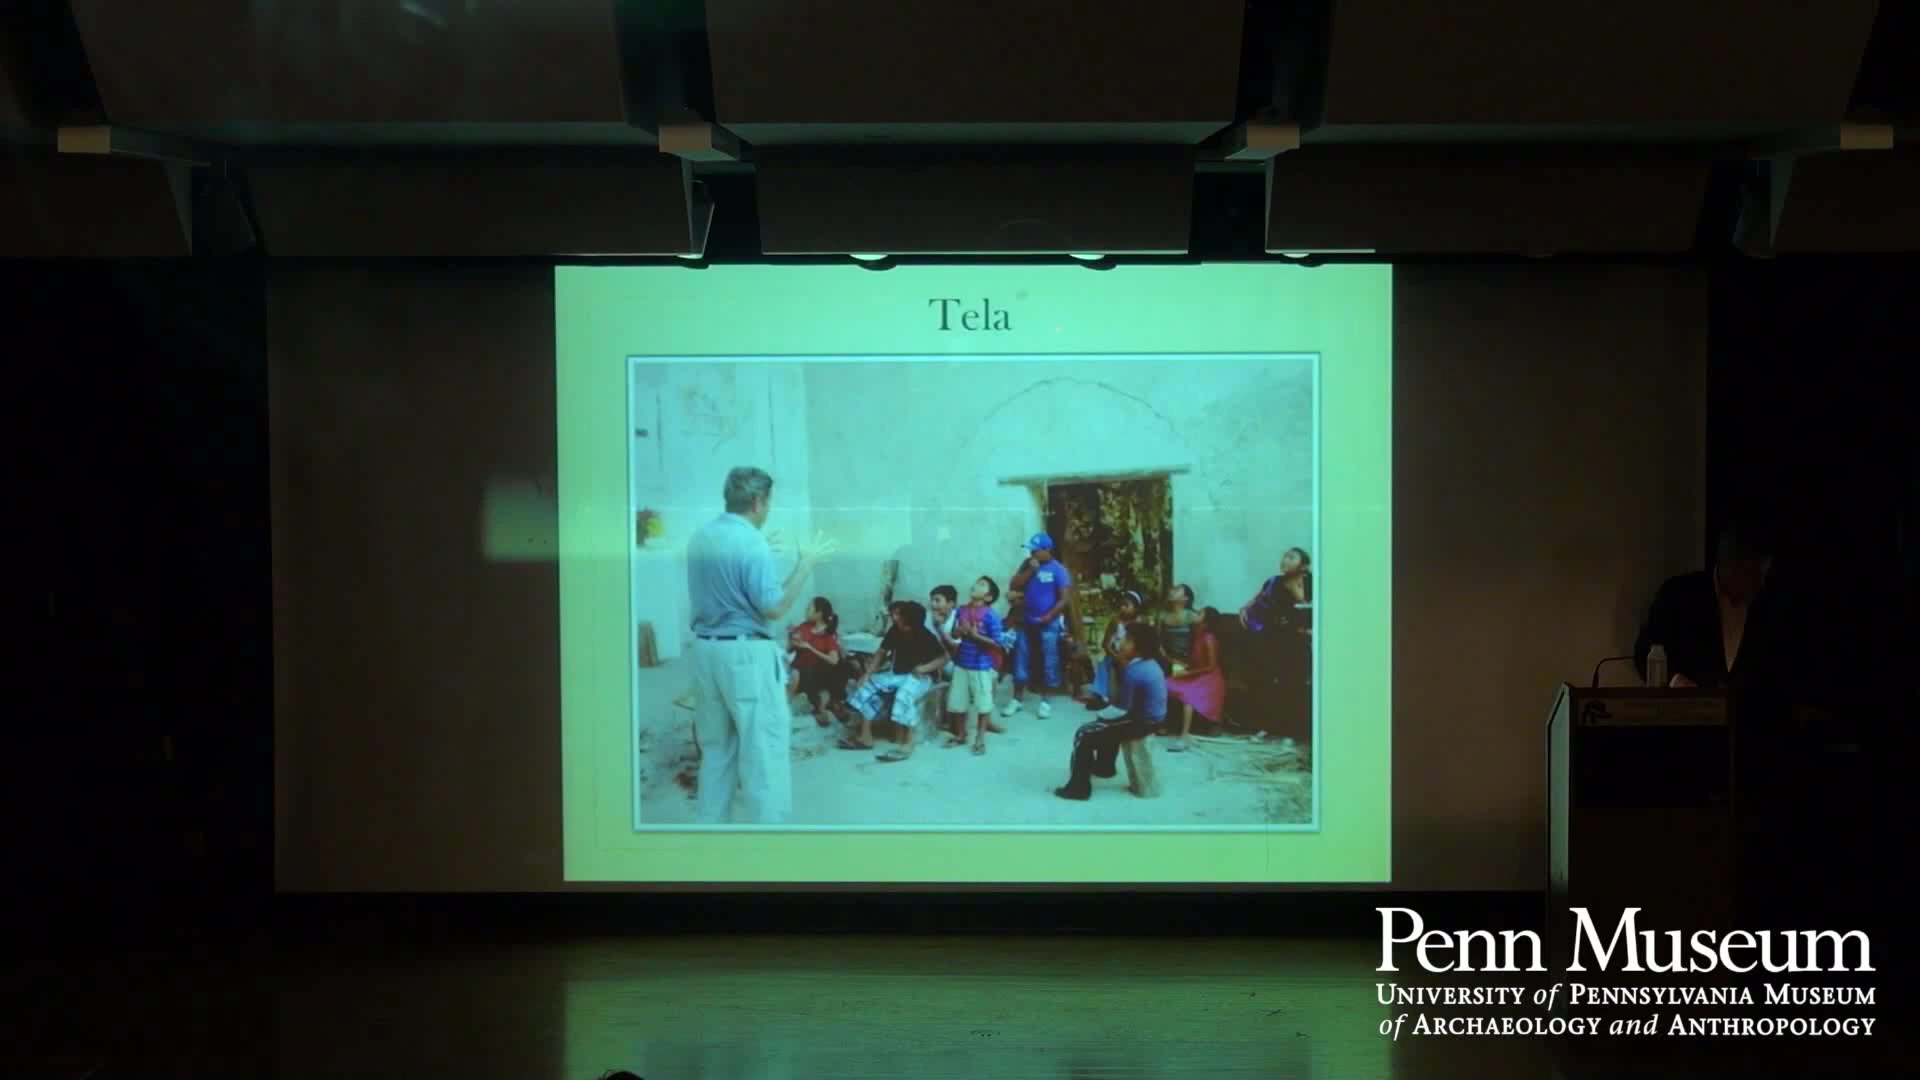 Tela
Penn Museum
UNIVERSITY of PENNSYLVANIA MUSEUM
of ARCHAEOLOGY and ANTHROPOLOGY